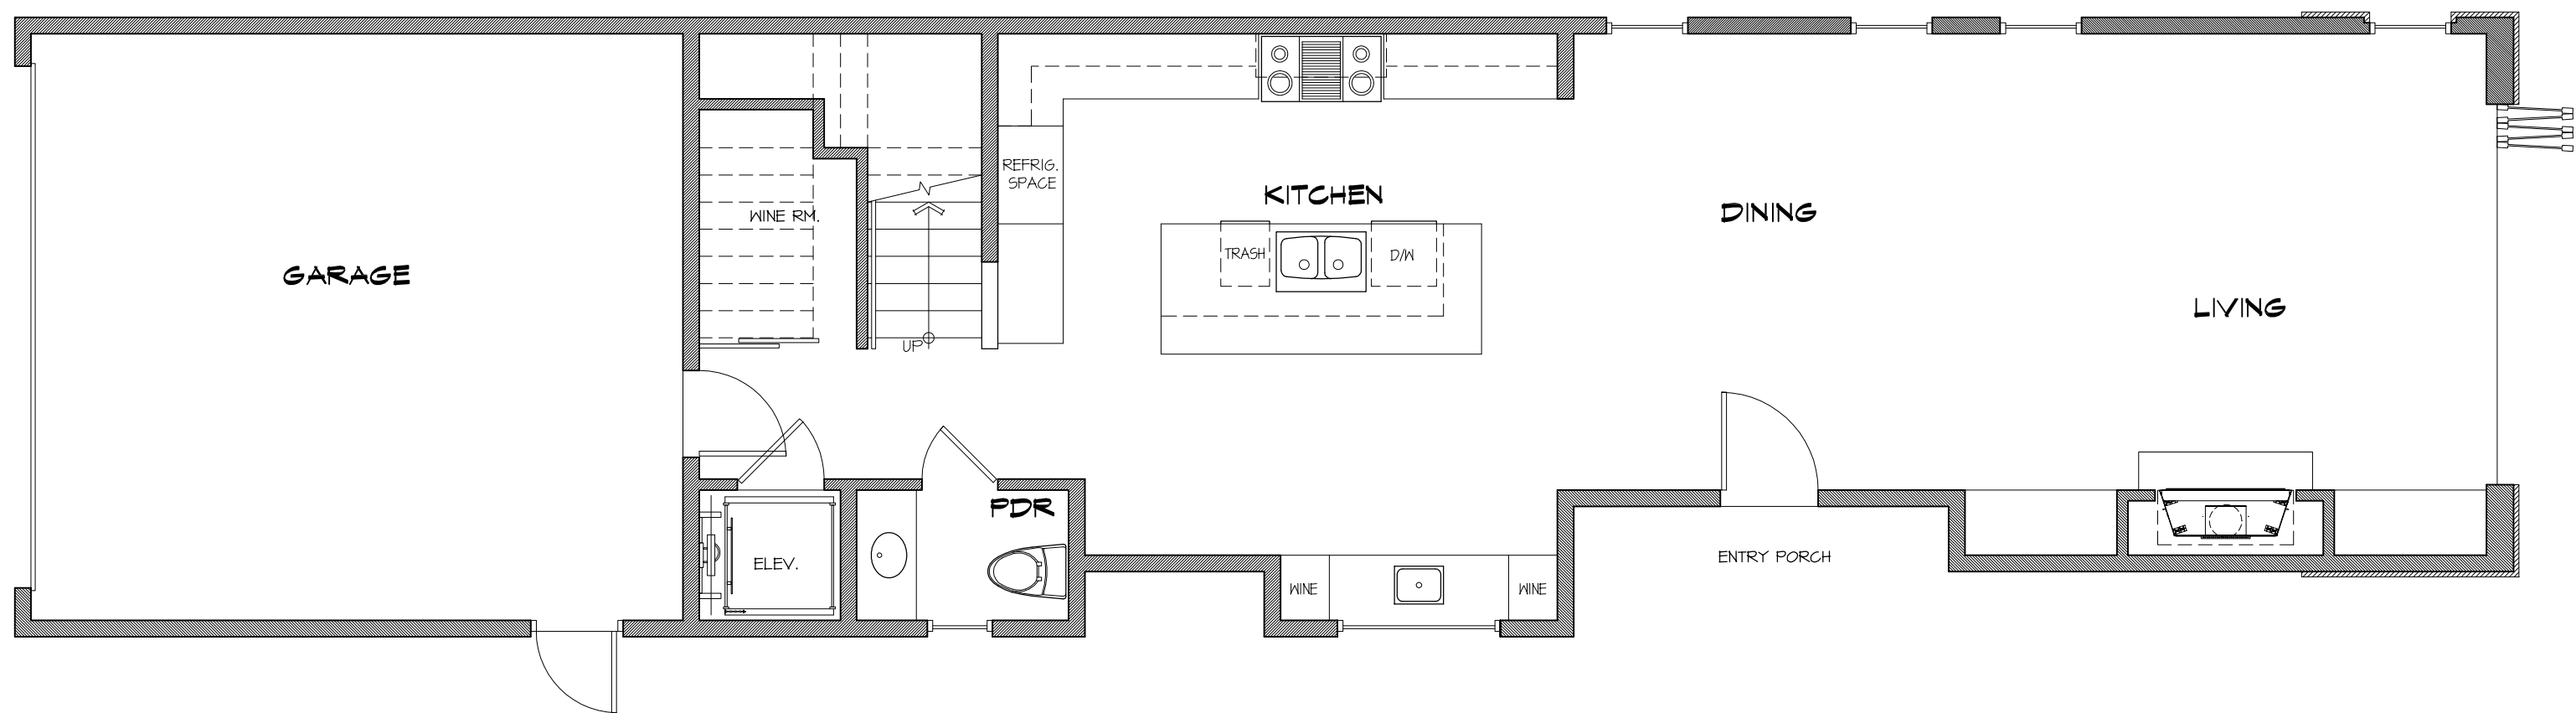 REFRIG.
SPACE
KITCHEN
WINE RM.
DINING
TRASH
D/W
GARAGE
LIVING
UP
PDR
ENTRY PORCH
ELEV.
WINE
WINE